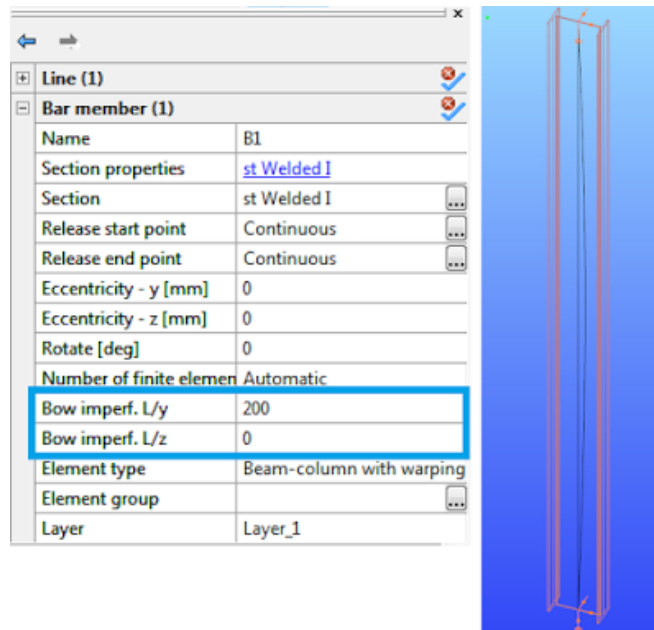 x
Line (1)
Bar member (1)
Name B1
Section properties st Welded I
Section st Welded I ...
Release start point Continuous ...
Release end point Continuous ...
Eccentricity - y [mm] 0
Eccentricity - z [mm] 0
Rotate [deg] 0
Number of finite elemen Automatic
Bow imperf. L/y 200
Bow imperf. L/z 0
Element type Beam-column with warping
Element group ...
Layer Layer_1